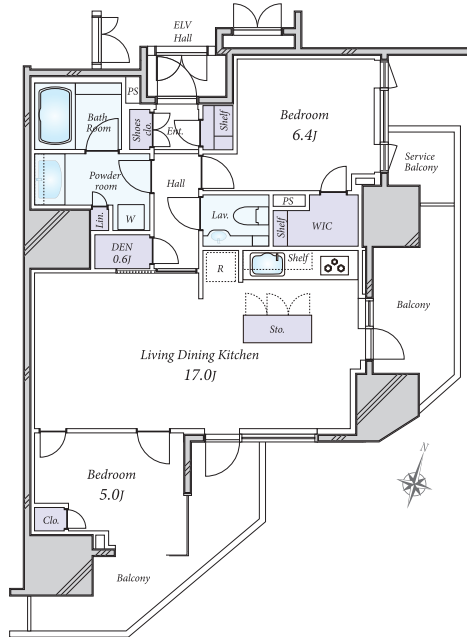 ELV
Hall
PS
Bath
Room
Shoes
clo.
Ent.
Shelf
Bedroom
6.4J
Service
Balcony
Powder
room
Hall
Lin.
W
Lav.
PS
Shelf
WIC
DEN
0.6J
R
Shelf
Balcony
Sto.
Living Dining Kitchen
17.0J
Bedroom
5.0J
N
Clo.
Balcony